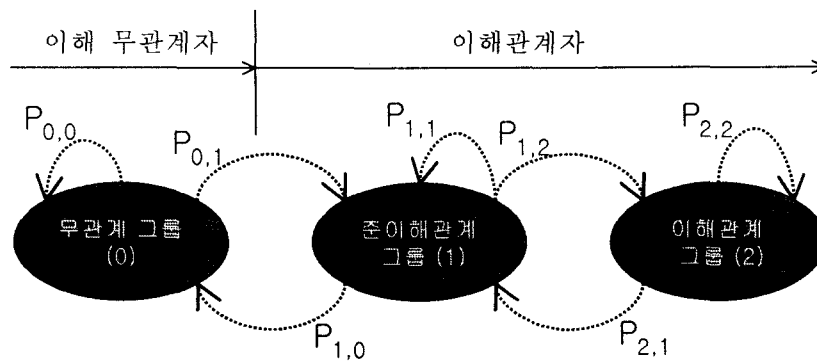 이해 무관계자
이해관계자
P0,0
P0,1
P1,1
P1,2
P2,2
무관계 그룹
(0)
준이해관계
그룹 (1)
이해관계
그룹 (2)
P1,0
P2,1